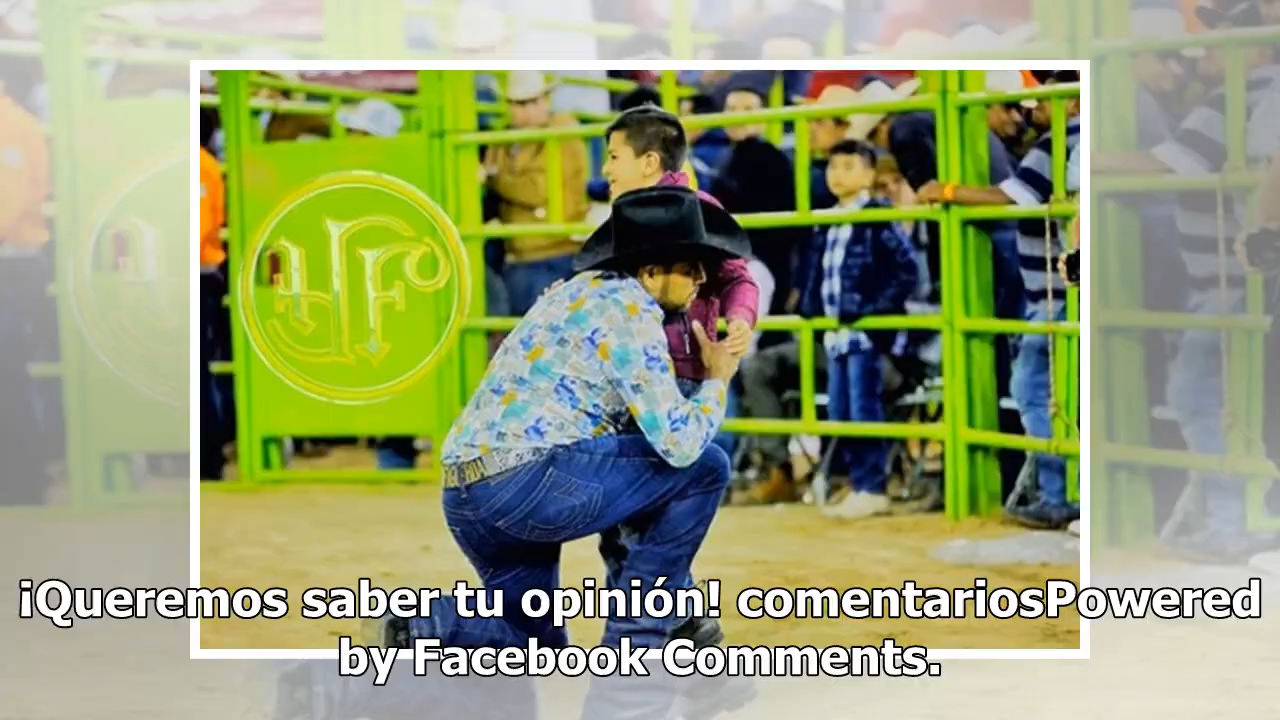 ¡Queremos saber tu opinión! comentariosPowered
by Facebook Comments.